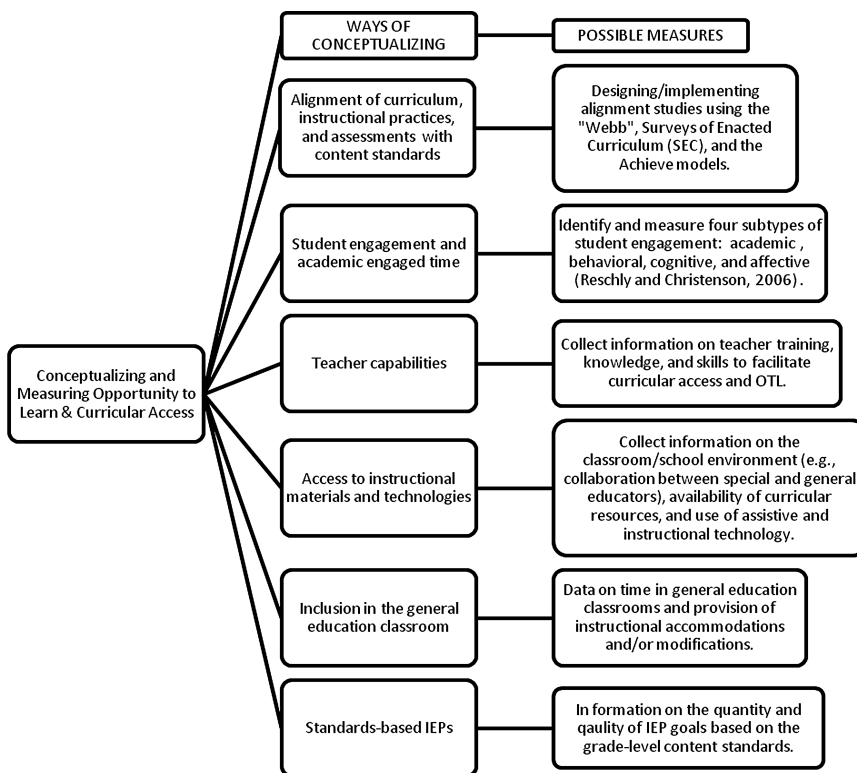 WAYS OF
CONCEPTUALIZING
POSSIBLE MEASURES
Alignment of curriculum,
instructional practices,
and assessments with
content standards
Designing/implementing
alignment studies using the
"Webb", Surveys of Enacted
Curriculum (SEC), and the
Achieve models.
Student engagement and
academic engaged time
Identify and measure four subtypes of
student engagement: academic ,
behavioral, cognitive, and affective
(Reschly and Christenson, 2006) .
Conceptualizing and
Measuring Opportunity to
Learn & Curricular Access
Teacher capabilities
Collect information on teacher training,
knowledge, and skills to facilitate
curricular access and OTL.
Access to instructional
materials and technologies
Collect information on the
classroom/school environment (e.g.,
collaboration between special and general
educators), availability of curricular
resources, and use of assistive and
instructional technology.
Inclusion in the general
education classroom
Data on time in general education
classrooms and provision of
instructional accommodations
and/or modifications.
Standards-based IEPs
In formation on the quantity and
qaulity of IEP goals based on the
grade-level content standards.